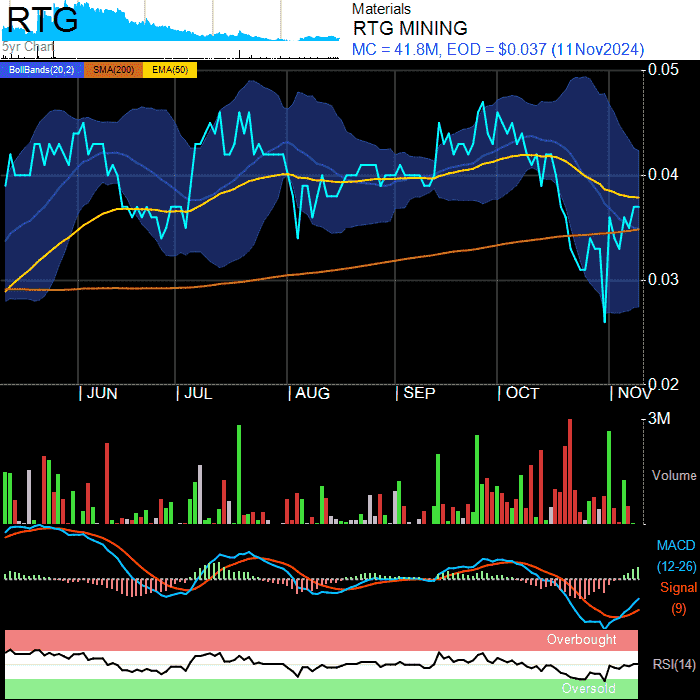 RTG
5yr Chart
Materials
RTG MINING
MC = 41.8M, EOD = $0.037 (11Nov2024)
BollBands(20,2) SMA(200) EMA(50)
0.05
0.04
0.03
0.02
JUN JUL AUG SEP OCT NOV
3M
Volume
MACD
(12-26)
Signal
(9)
Overbought
RSI(14)
Oversold